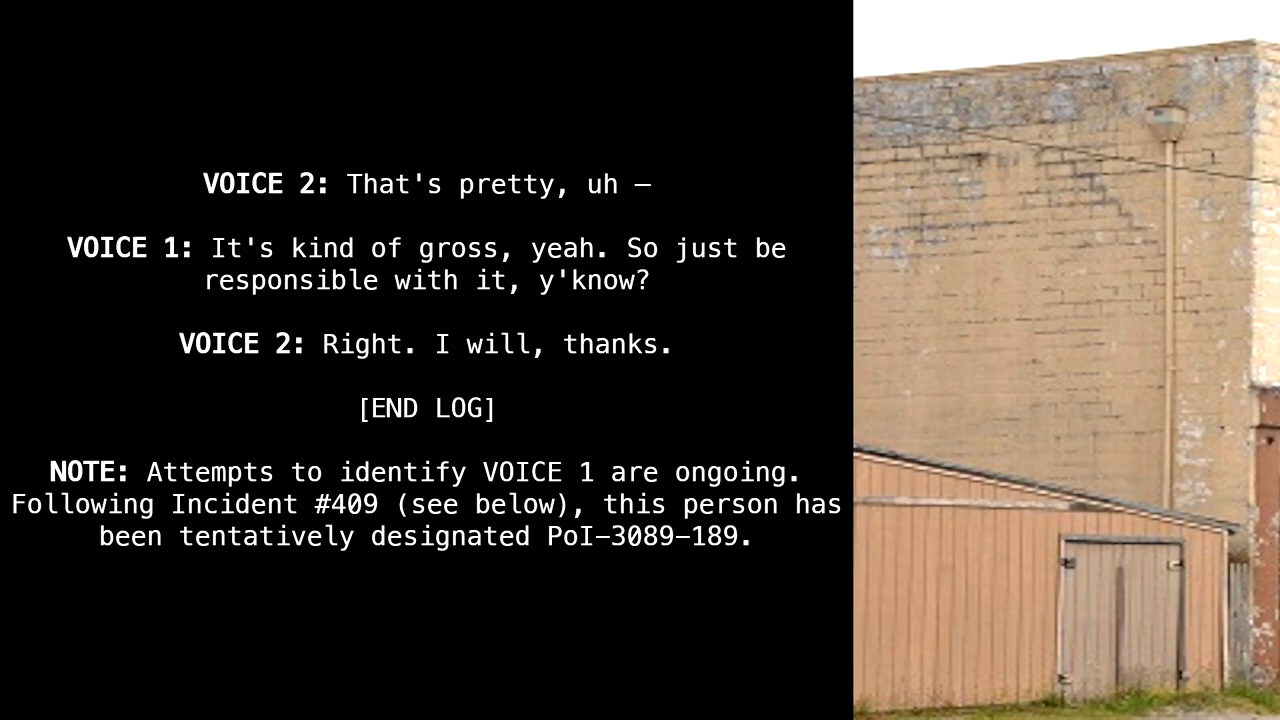 VOICE 2: That's pretty, uh —
VOICE 1: It's kind of gross, yeah. So just be
responsible with it, y'know?
VOICE 2: Right. I will, thanks.
[END LOG]
NOTE: Attempts to identify VOICE 1 are ongoing.
Following Incident #409 (see below), this person has
been tentatively designated PoI-3089-189.